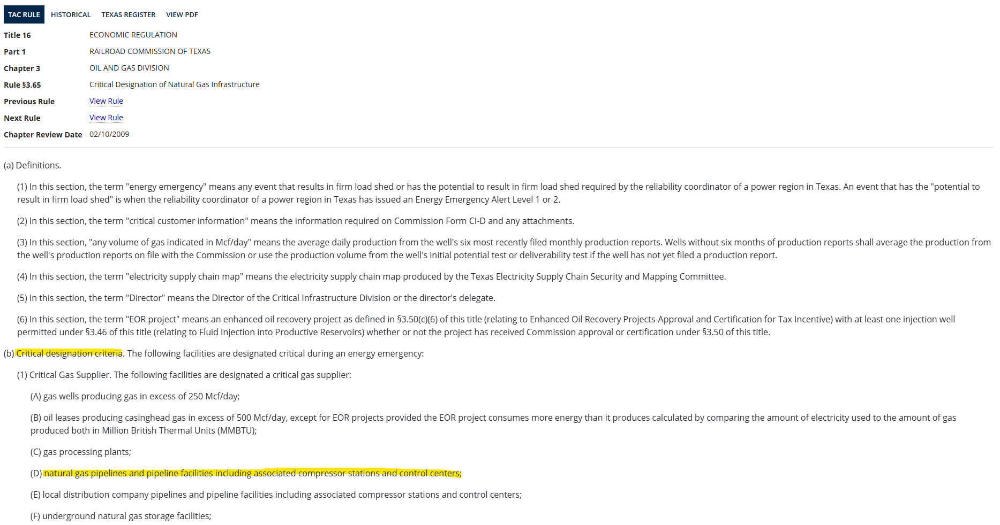 TAC RULE HISTORICAL TEXAS REGISTER VIEW PDF
Title 16 ECONOMIC REGULATION
Part 1 RAILROAD COMMISSION OF TEXAS
Chapter 3 OIL AND GAS DIVISION
Rule §3.65 Critical Designation of Natural Gas Infrastructure
Previous Rule View Rule
Next Rule View Rule
Chapter Review Date 02/10/2009
(a) Definitions.
(1) In this section, the term "energy emergency" means any event that results in firm load shed or has the potential to result in firm load shed required by the reliability coordinator of a power region in Texas. An event that has the "potential to
result in firm load shed" is when the reliability coordinator of a power region in Texas has issued an Energy Emergency Alert Level 1 or 2.
(2) In this section, the term "critical customer information" means the information required on Commission Form CI-D and any attachments.
(3) In this section, "any volume of gas indicated in Mcf/day" means the average daily production from the well's six most recently filed monthly production reports. Wells without six months of production reports shall average the production from
the well's production reports on file with the Commission or use the production volume from the well's initial potential test or deliverability test if the well has not yet filed a production report.
(4) In this section, the term "electricity supply chain map" means the electricity supply chain map produced by the Texas Electricity Supply Chain Security and Mapping Committee.
(5) In this section, the term "Director" means the Director of the Critical Infrastructure Division or the director's delegate.
(6) In this section, the term "EOR project" means an enhanced oil recovery project as defined in §3.50(c)(6) of this title (relating to Enhanced Oil Recovery Projects-Approval and Certification for Tax Incentive) with at least one injection well
permitted under §3.46 of this title (relating to Fluid Injection into Productive Reservoirs) whether or not the project has received Commission approval or certification under §3.50 of this title.
(b) Critical designation criteria. The following facilities are designated critical during an energy emergency:
(1) Critical Gas Supplier. The following facilities are designated a critical gas supplier:
(A) gas wells producing gas in excess of 250 Mcf/day;
(B) oil leases producing casinghead gas in excess of 500 Mcf/day, except for EOR projects provided the EOR project consumes more energy than it produces calculated by comparing the amount of electricity used to the amount of gas
produced both in Million British Thermal Units (MMBTU);
(C) gas processing plants;
(D) natural gas pipelines and pipeline facilities including associated compressor stations and control centers;
(E) local distribution company pipelines and pipeline facilities including associated compressor stations and control centers;
(F) underground natural gas storage facilities;